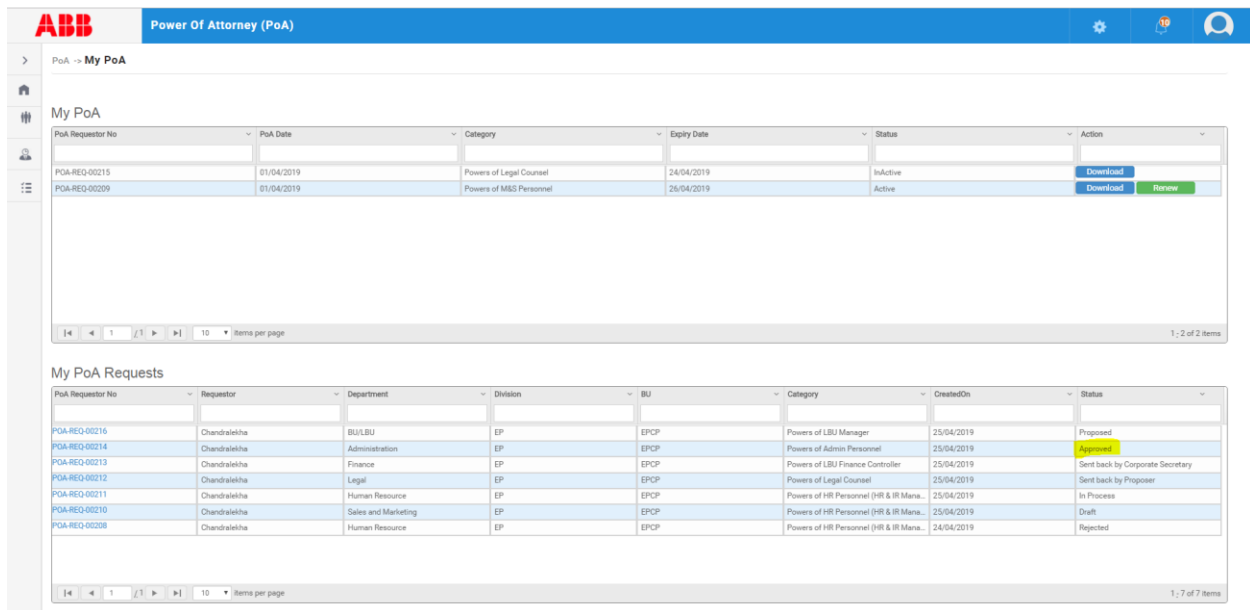 ABB Power Of Attorney (PoA) 10
PoA -> My PoA
My PoA
PoA Requestor No PoA Date Category Expiry Date Status Action
POA-REQ-00215 01/04/2019 Powers of Legal Counsel 24/04/2019 InActive Download
POA-REQ-00209 01/04/2019 Powers of M&S Personnel 26/04/2019 Active Download Renew
1 / 1 10 items per page 1 - 2 of 2 items
My PoA Requests
PoA Requestor No Requestor Department Division BU Category CreatedOn Status
POA-REQ-00216 Chandralekha BU/LBU EP EPCP Powers of LBU Manager 25/04/2019 Proposed
POA-REQ-00214 Chandralekha Administration EP EPCP Powers of Admin Personnel 25/04/2019 Approved
POA-REQ-00213 Chandralekha Finance EP EPCP Powers of LBU Finance Controller 25/04/2019 Sent back by Corporate Secretary
POA-REQ-00212 Chandralekha Legal EP EPCP Powers of Legal Counsel 25/04/2019 Sent back by Proposer
POA-REQ-00211 Chandralekha Human Resource EP EPCP Powers of HR Personnel (HR & IR Mana... 25/04/2019 In Process
POA-REQ-00210 Chandralekha Sales and Marketing EP EPCP Powers of HR Personnel (HR & IR Mana... 25/04/2019 Draft
POA-REQ-00208 Chandralekha Human Resource EP EPCP Powers of HR Personnel (HR & IR Mana... 24/04/2019 Rejected
1 / 1 10 items per page 1 - 7 of 7 items